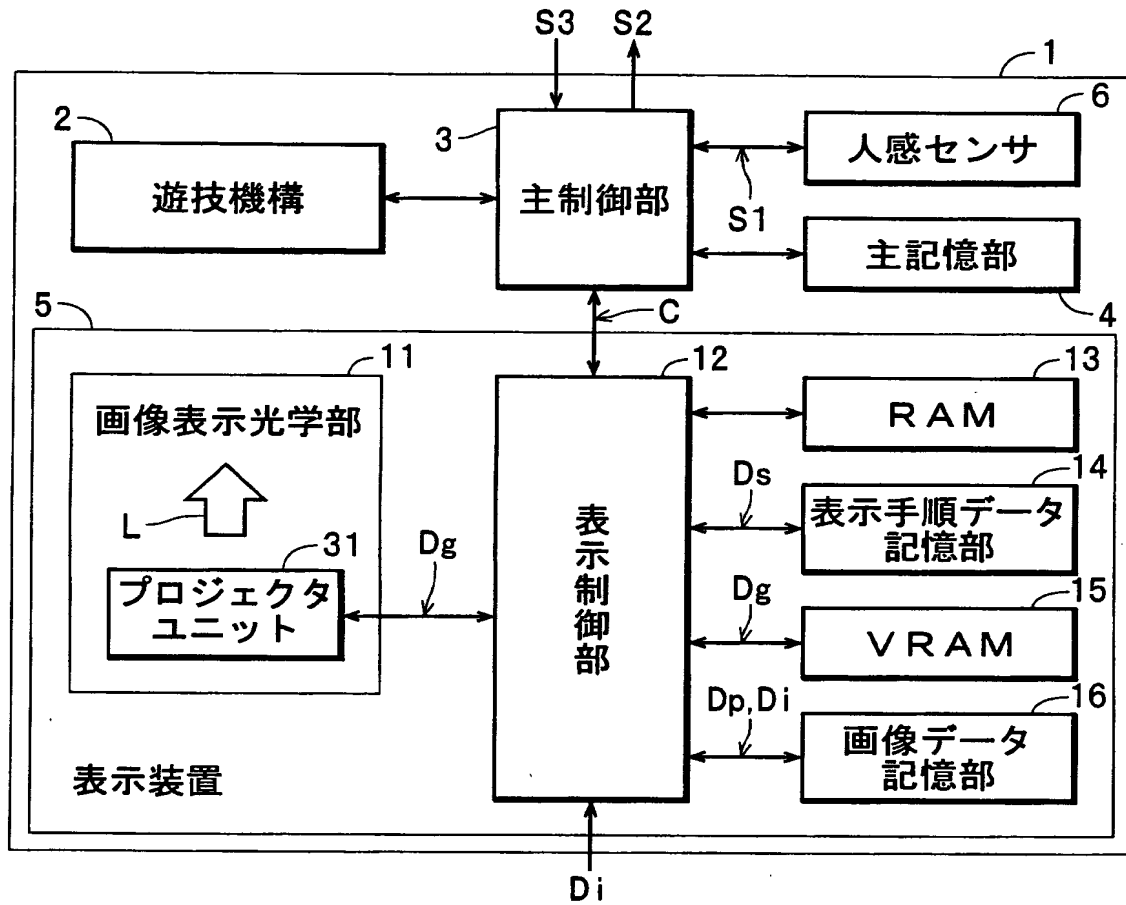 S3
S2
1
2
遊技機構
3
主制御部
6
人感センサ
S1
主記憶部
4
5
C
11
画像表示光学部
L
31
プロジェクタ
ユニット
Dg
12
表示制御部
13
RAM
Ds
14
表示手順データ
記憶部
Dg
15
VRAM
Dp,Di
16
画像データ
記憶部
表示装置
Di